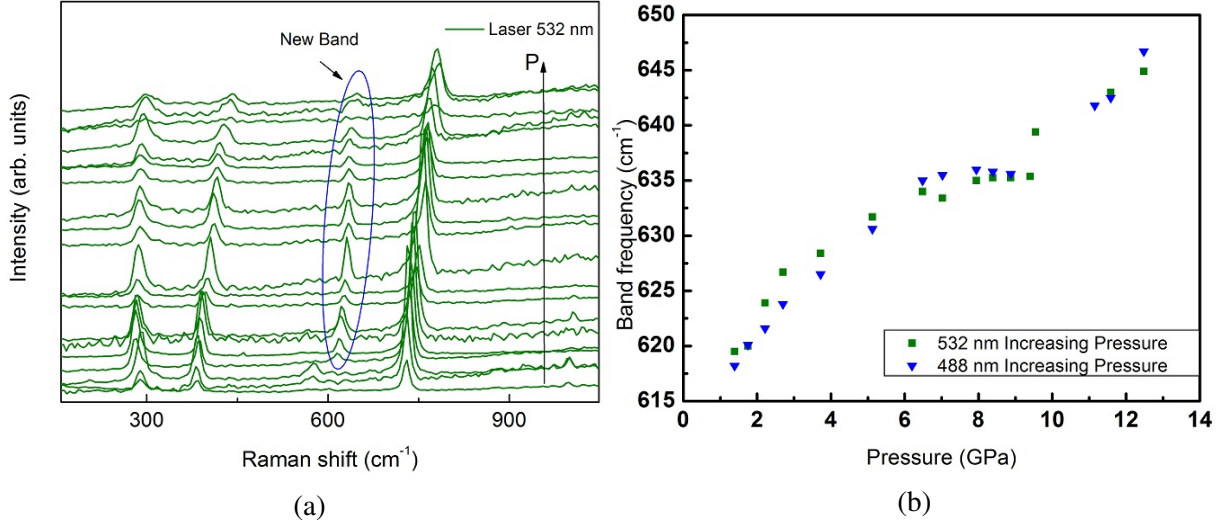 Laser 532 nm
New Band
P
Intensity (arb. units)
300
600
900
Raman shift (cm-1)
(a)
650
645
640
635
630
625
620
615
Band frequency (cm-1)
532 nm Increasing Pressure
488 nm Increasing Pressure
0
2
4
6
8
10
12
14
Pressure (GPa)
(b)